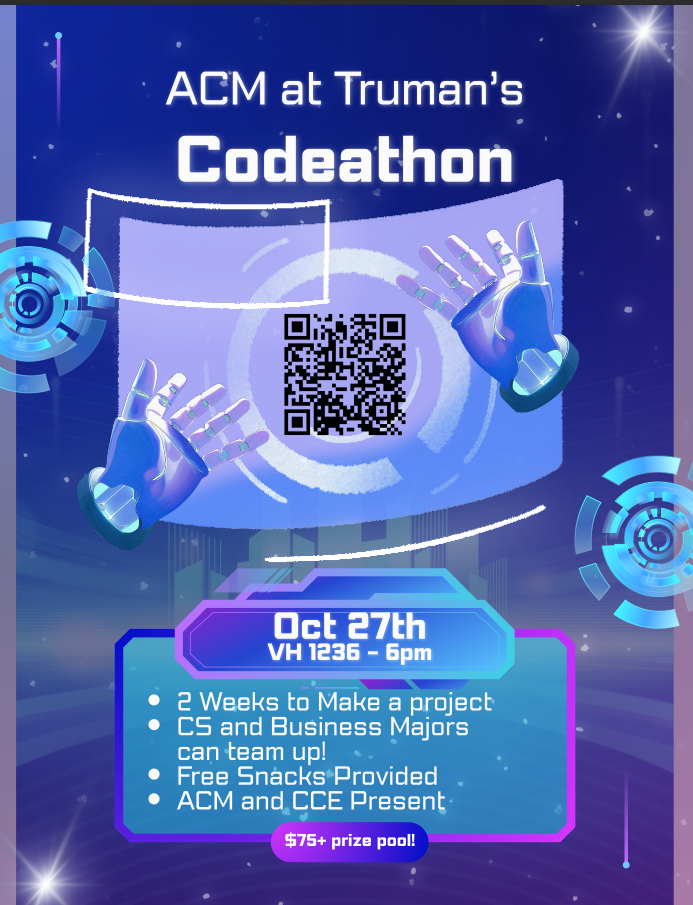 ACM at Truman's
Codeathon
Oct 27th
VH 1236 - 6pm
• 2 Weeks to Make a project
• CS and Business Majors
can team up!
• Free Snacks Provided
• ACM and CCE Present
$75+ prize pool!